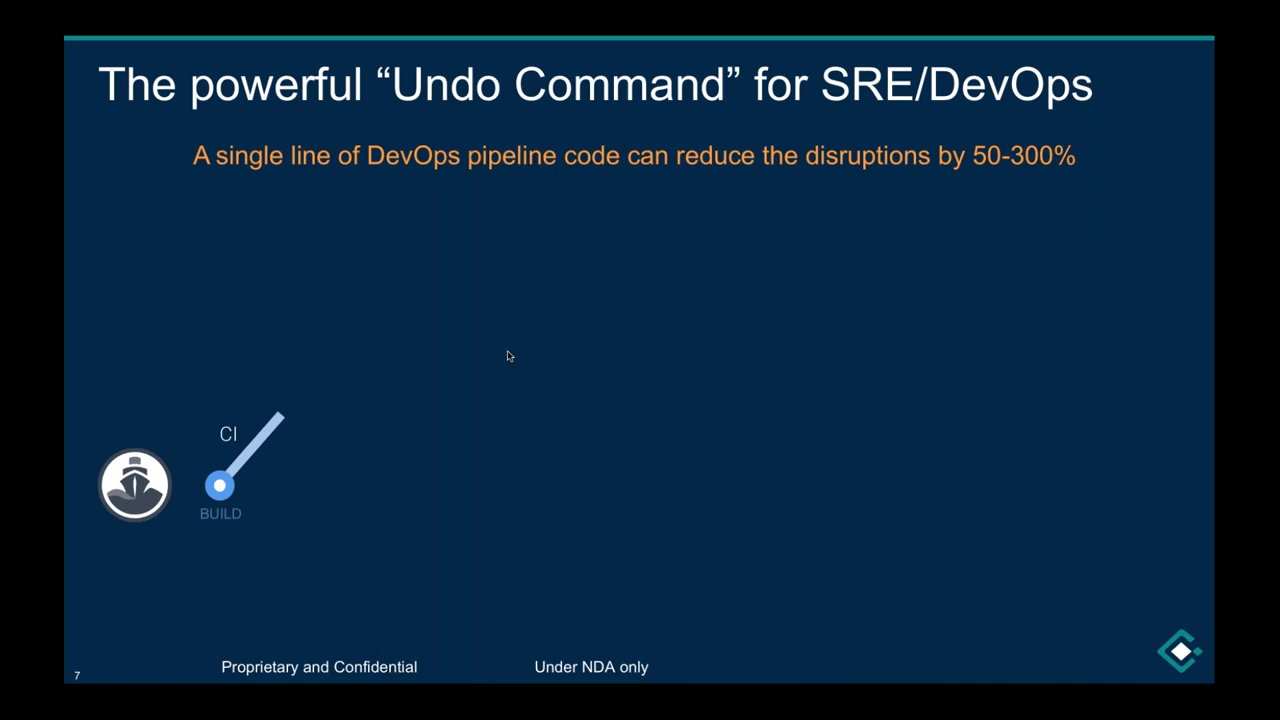 The powerful “Undo Command” for SRE/DevOps
A single line of DevOps pipeline code can reduce the disruptions by 50-300%
CI
BUILD
Proprietary and Confidential
Under NDA only
7